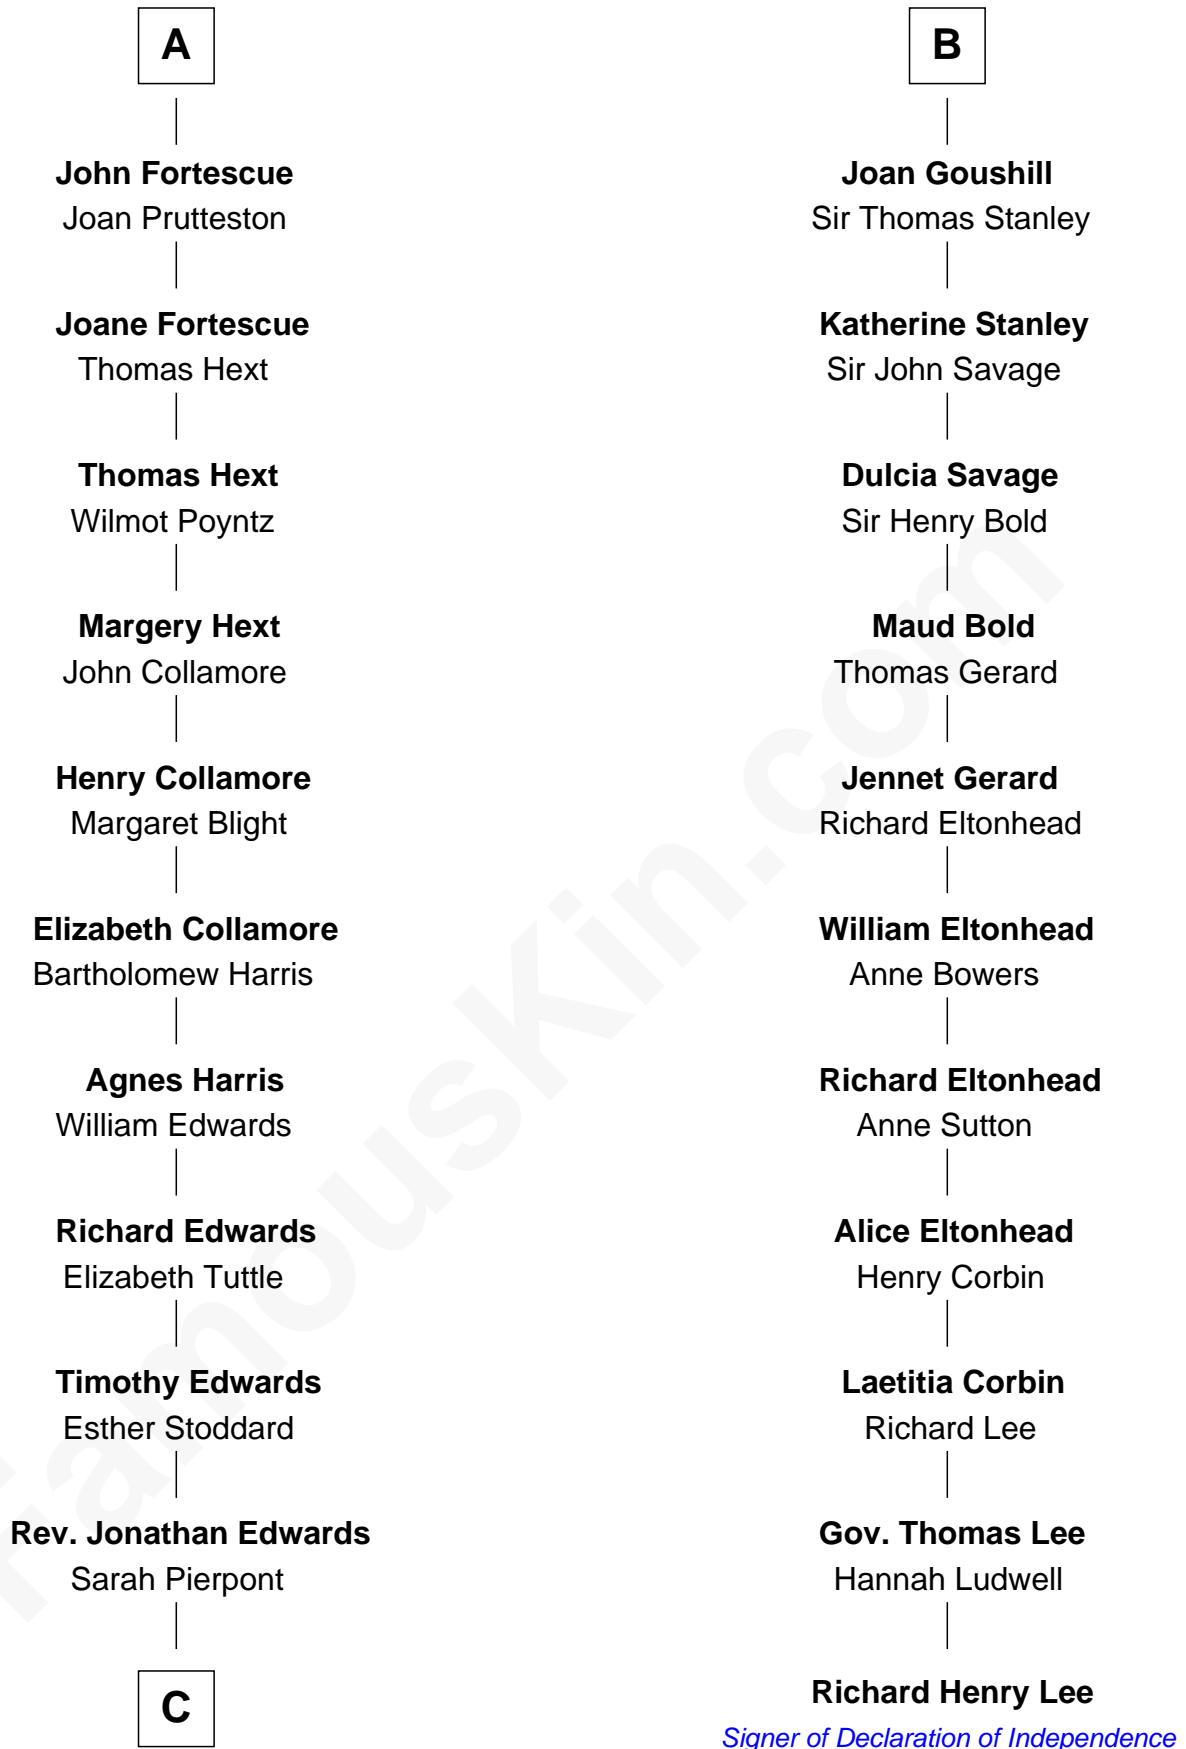 A
John Fortescue
Joan Prutteston
Joane Fortescue
Thomas Hext
Thomas Hext
Wilmot Poyntz
Margery Hext
John Collamore
Henry Collamore
Margaret Blight
Elizabeth Collamore
Bartholomew Harris
Agnes Harris
William Edwards
Richard Edwards
Elizabeth Tuttle
Timothy Edwards
Esther Stoddard
Rev. Jonathan Edwards
Sarah Pierpont
C
B
Joan Goushill
Sir Thomas Stanley
Katherine Stanley
Sir John Savage
Dulcia Savage
Sir Henry Bold
Maud Bold
Thomas Gerard
Jennet Gerard
Richard Eltonhead
William Eltonhead
Anne Bowers
Richard Eltonhead
Anne Sutton
Alice Eltonhead
Henry Corbin
Laetitia Corbin
Richard Lee
Gov. Thomas Lee
Hannah Ludwell
Richard Henry Lee
Signer of Declaration of Independence
FamousKin.com